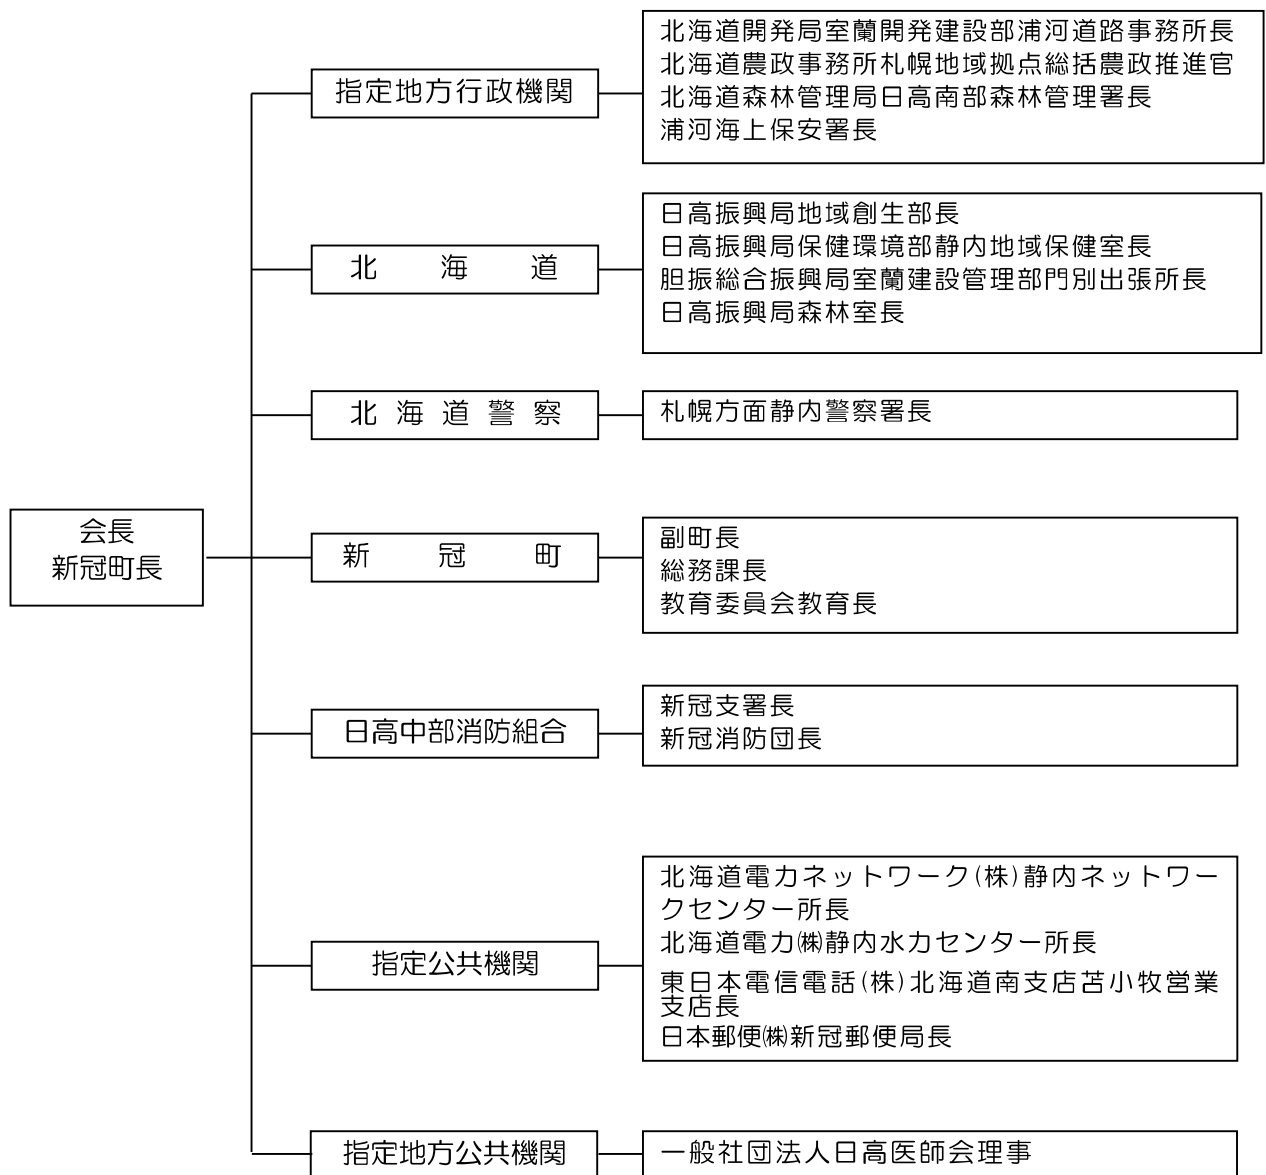 会長
新冠町長
指定地方行政機関
北海道開発局室蘭開発建設部浦河道路事務所長
北海道農政事務所札幌地域拠点総括農政推進官
北海道森林管理局日高南部森林管理署長
浦河海上保安署長
北海道
日高振興局地域創生部長
日高振興局保健環境部静内地域保健室長
胆振総合振興局室蘭建設管理部門別出張所長
日高振興局森林室長
北海道警察
札幌方面静内警察署長
新冠町
副町長
総務課長
教育委員会教育長
日高中部消防組合
新冠支署長
新冠消防団長
指定公共機関
北海道電力ネットワーク(株)静内ネットワー
クセンター所長
北海道電力㈱静内水力センター所長
東日本電信電話(株)北海道南支店苫小牧営業
支店長
日本郵便㈱新冠郵便局長
指定地方公共機関
一般社団法人日高医師会理事